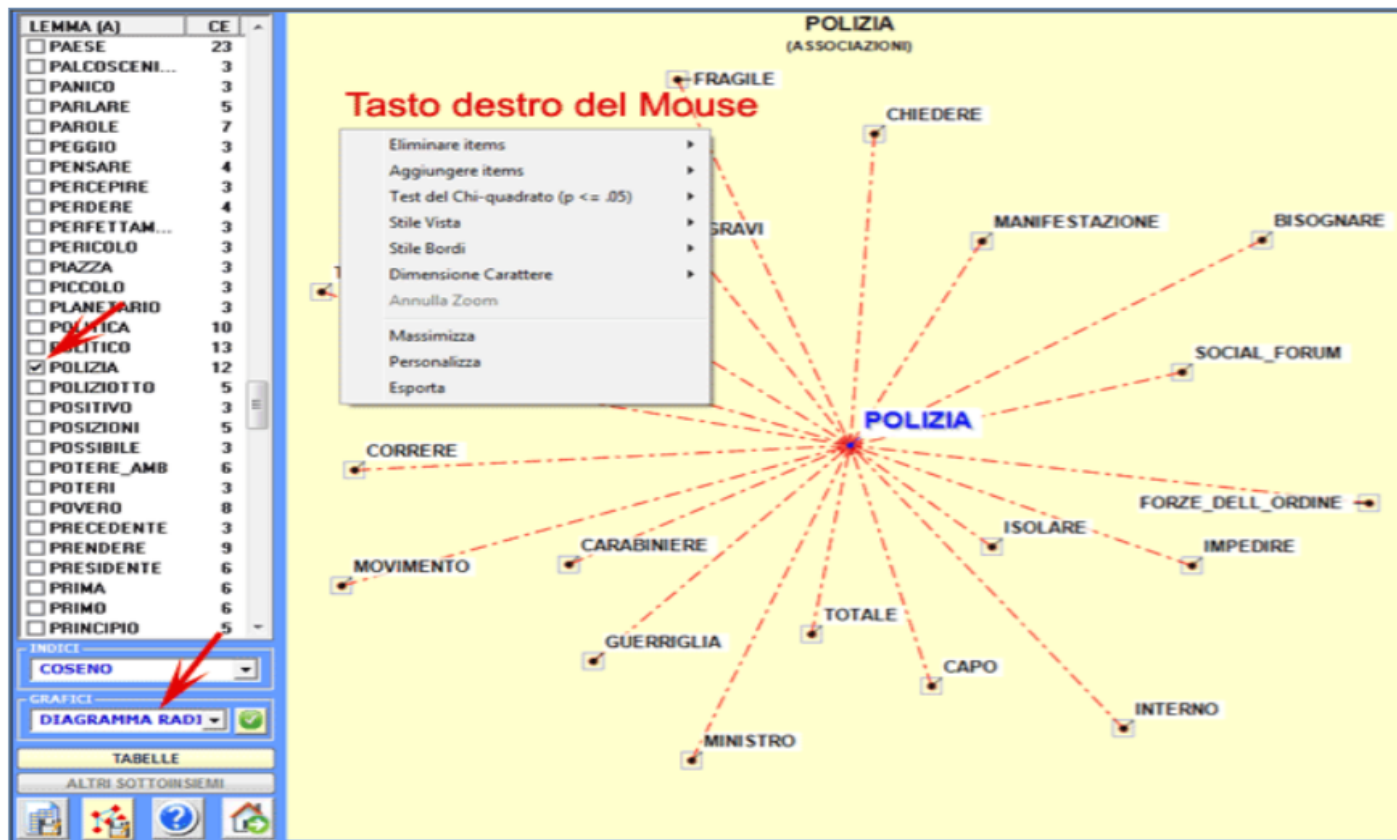 LEMMA (A) CE
PAESE 23
PALCOSCENI... 3
PANICO 3
PARLARE 5
PAROLE 7
PEGGIO 3
PENSARE 4
PERCEPIRE 3
PERDERE 4
PERFETTAM... 3
PERICOLO 3
PIAZZA 3
PICCOLO 3
PLANETARIO 3
POLITICA 10
POLITICO 13
POLIZIA 12
POLIZIOTTO 5
POSITIVO 3
POSIZIONI 5
POSSIBILE 3
POTERE_AMB 6
POTERI 3
POVERO 8
PRECEDENTE 3
PRENDERE 9
PRESIDENTE 6
PRIMA 6
PRIMO 6
PRINCIPIO 5
INDICI
COSENO
GRAFICI
DIAGRAMMA RADI
TABELLE
ALTRI SOTTOINSIEMI
POLIZIA
(ASSOCIAZIONI)
FRAGILE
Tasto destro del Mouse
CHIEDERE
Eliminare items
Aggiungere items
Test del Chi-quadrato (p <= .05)
Stile Vista
Stile Bordi
Dimensione Carattere
Annulla Zoom
Massimizza
Personalizza
Esporta
GRAVI
MANIFESTAZIONE
BISOGNARE
SOCIAL_FORUM
POLIZIA
CORRERE
FORZE_DELL_ORDINE
ISOLARE
CARABINIERE
IMPEDIRE
MOVIMENTO
TOTALE
GUERRIGLIA
CAPO
INTERNO
MINISTRO